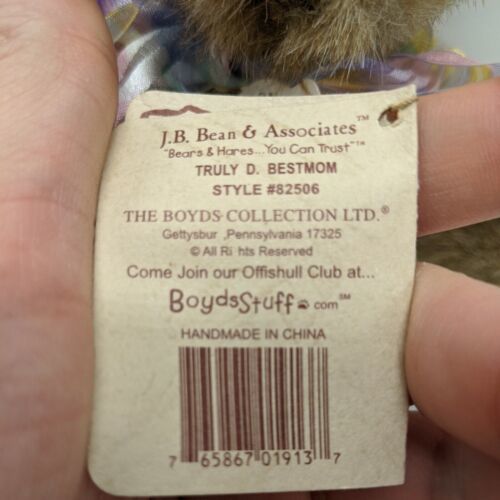 J.B. Bean & Associates™
"Bears & Hares...You Can Trust"™
TRULY D. BESTMOM
STYLE #82506
THE BOYDS COLLECTION LTD.®
Gettysbur ,Pennsylvania 17325
© All Ri hts Reserved
Come Join our Offishull Club at...
BoydsStuff.com℠
HANDMADE IN CHINA
7 65867 01913 7